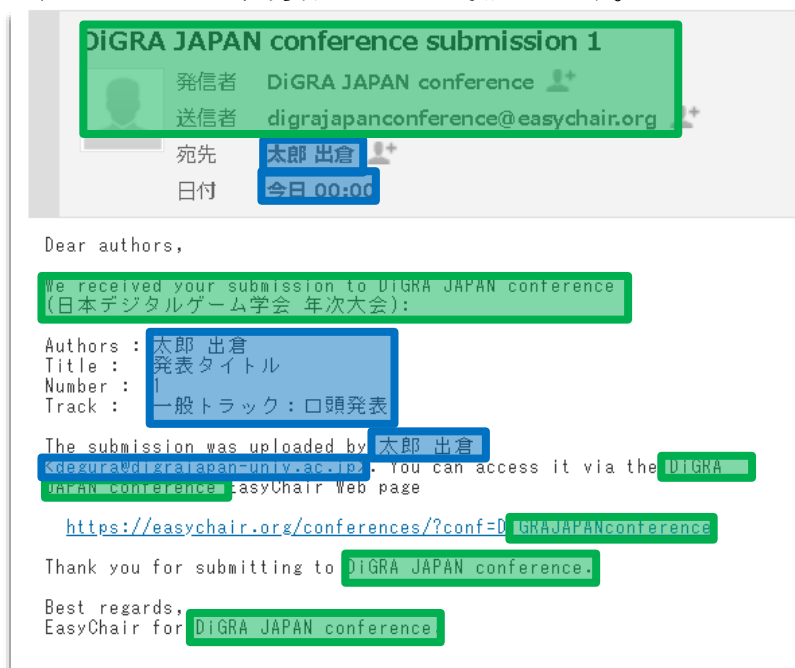 DiGRA JAPAN conference submission 1
発信者 DiGRA JAPAN conference
送信者 digrajapanconference@easychair.org
宛先 太郎 出倉
日付 今日 00:00
Dear authors,
We received your submission to DiGRA JAPAN conference
(日本デジタルゲーム学会 年次大会):
Authors : 太郎 出倉
Title : 発表タイトル
Number : 1
Track : 一般トラック：口頭発表
The submission was uploaded by 太郎 出倉
<degura@digrajapan-univ.ac.jp>. You can access it via the DiGRA
JAPAN conference EasyChair Web page
https://easychair.org/conferences/?conf=DiGRAJAPANconference
Thank you for submitting to DiGRA JAPAN conference.
Best regards,
EasyChair for DiGRA JAPAN conference.